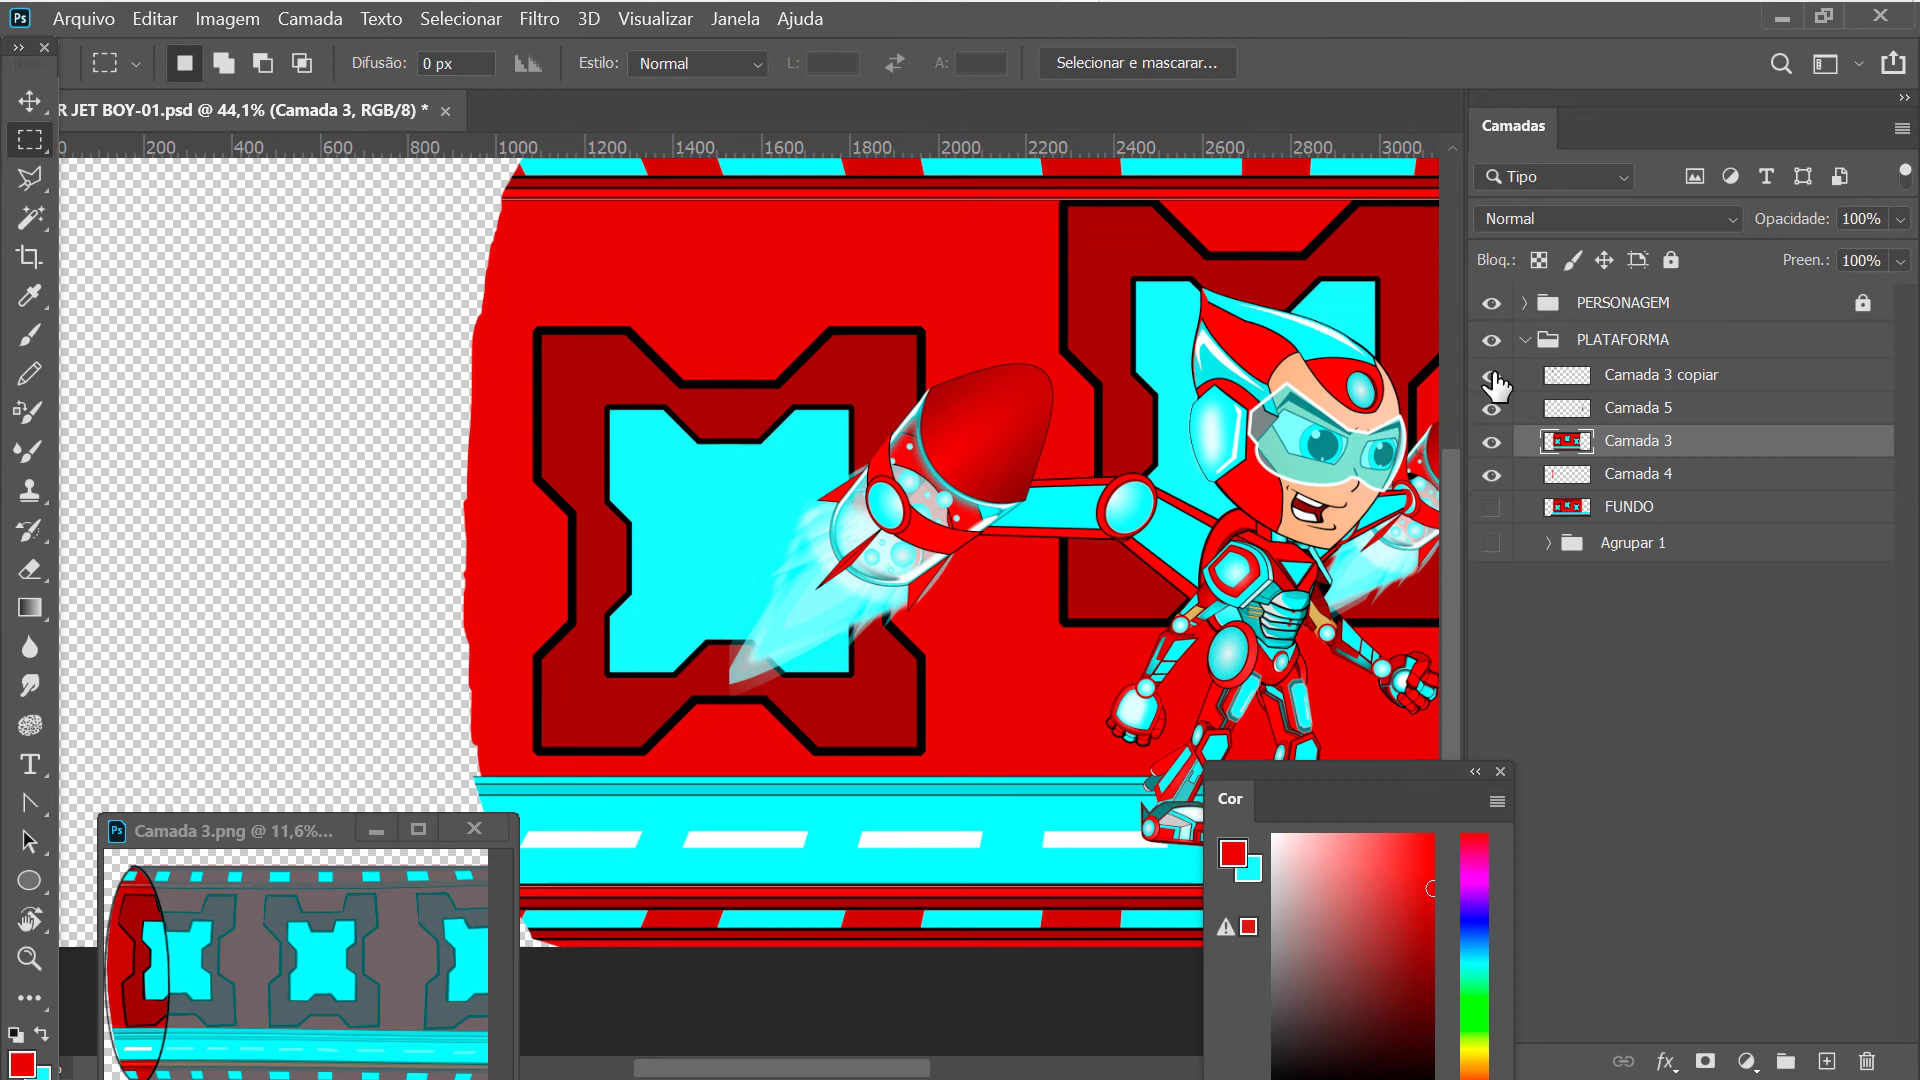 Ps Arquivo Editar Imagem Camada Texto Selecionar Filtro 3D Visualizar Janela Ajuda
Difusão: 0 px Estilo: Normal L: A: Selecionar e mascarar...
R JET BOY-01.psd @ 44,1% (Camada 3, RGB/8) *
0 200 400 600 800 1000 1200 1400 1600 1800 2000 2200 2400 2600 2800 3000
Camadas
Tipo
Normal Opacidade: 100%
Bloq.: Preen.: 100%
PERSONAGEM
PLATAFORMA
Camada 3 copiar
Camada 5
Camada 3
Camada 4
FUNDO
Agrupar 1
Cor
Ps Camada 3.png @ 11,6%...
fx